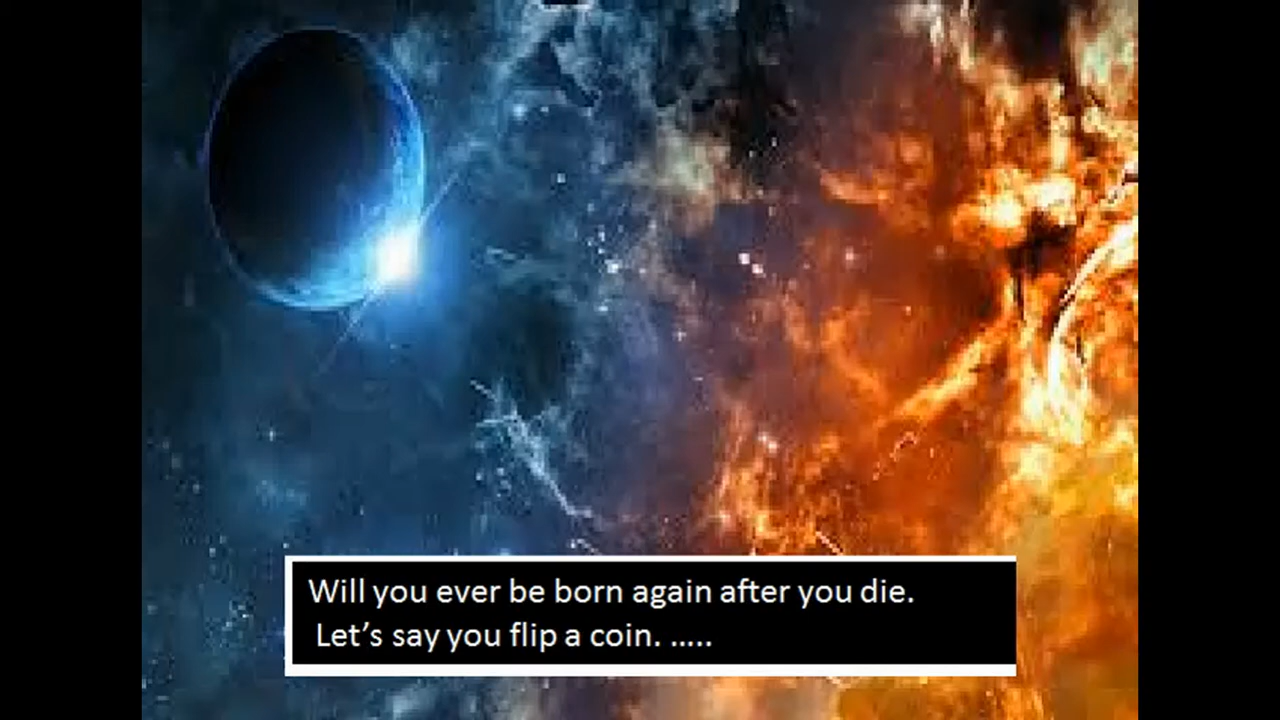 Will you ever be born again after you die.
Let’s say you flip a coin. .....